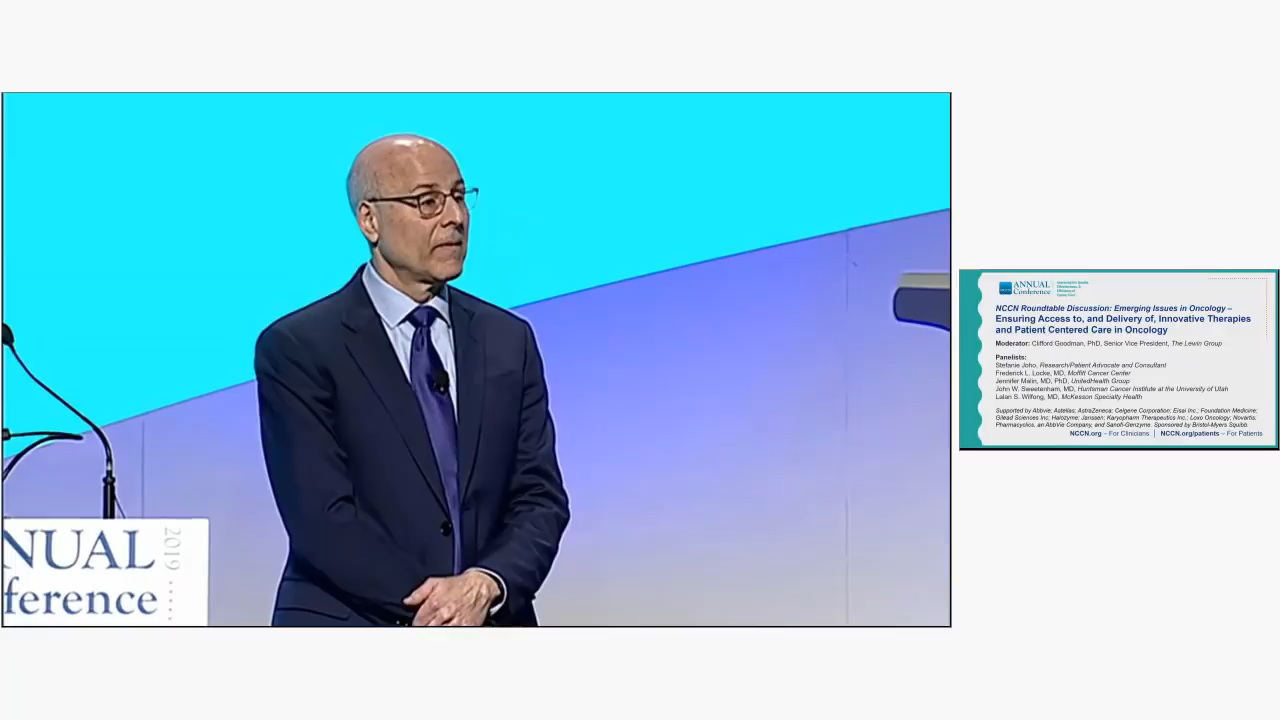 NUAL
ference
2019
ANNUAL
Conference
NCCN Roundtable Discussion: Emerging Issues in Oncology –
Ensuring Access to, and Delivery of, Innovative Therapies
and Patient Centered Care in Oncology
Moderator: Clifford Goodman, PhD, Senior Vice President, The Lewin Group
Panelists:
Stefanie Joho, Research/Patient Advocate and Consultant
Frederick L. Locke, MD, Moffitt Cancer Center
Jennifer Malin, MD, PhD, UnitedHealth Group
John W. Sweetenham, MD, Huntsman Cancer Institute at the University of Utah
Lalan S. Wilfong, MD, McKesson Specialty Health
Supported by Abbvie; Astellas; AstraZeneca; Celgene Corporation; Eisai Inc.; Foundation Medicine;
Gilead Sciences Inc; Halozyme; Janssen; Karyopharm Therapeutics Inc.; Loxo Oncology; Novartis;
Pharmacyclics, an AbbVie Company, and Sanofi-Genzyme. Sponsored by Bristol-Myers Squibb.
NCCN.org – For Clinicians | NCCN.org/patients – For Patients